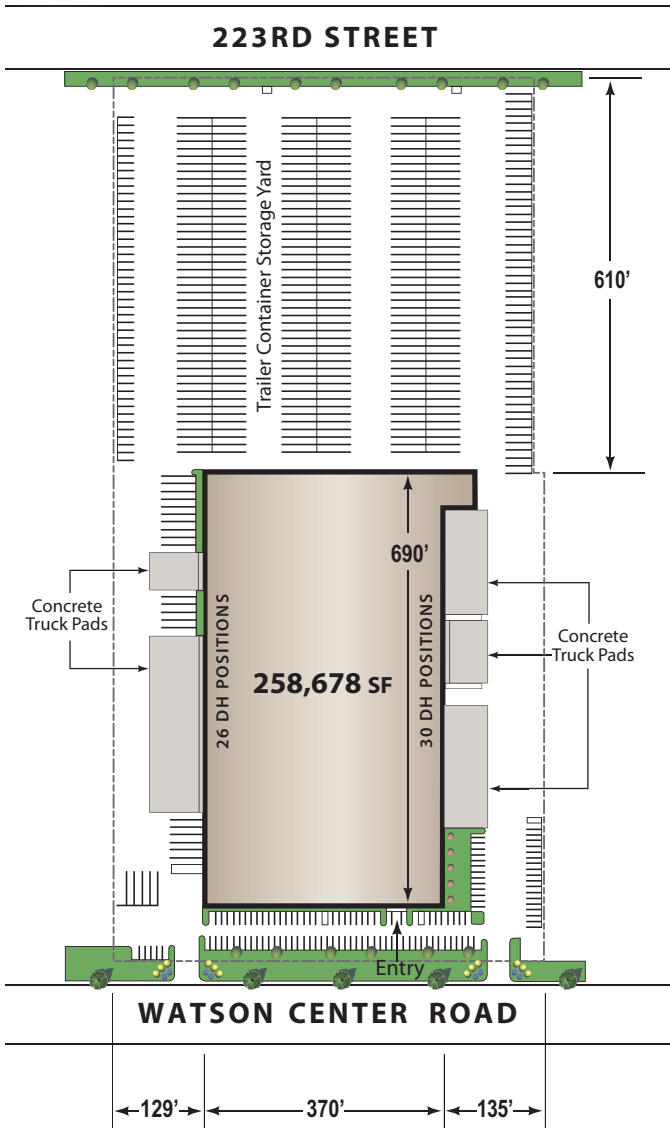 223RD STREET
Trailer Container Storage Yard
610’
690’
Concrete
Truck Pads
26 DH POSITIONS
258,678 SF
30 DH POSITIONS
Concrete
Truck Pads
Entry
WATSON CENTER ROAD
129’
370’
135’